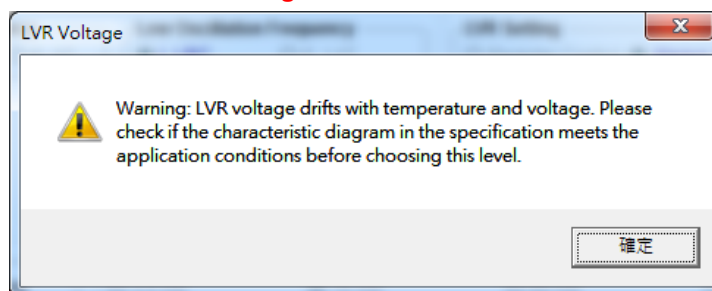 LVR Voltage
Warning: LVR voltage drifts with temperature and voltage. Please
check if the characteristic diagram in the specification meets the
application conditions before choosing this level.
確定